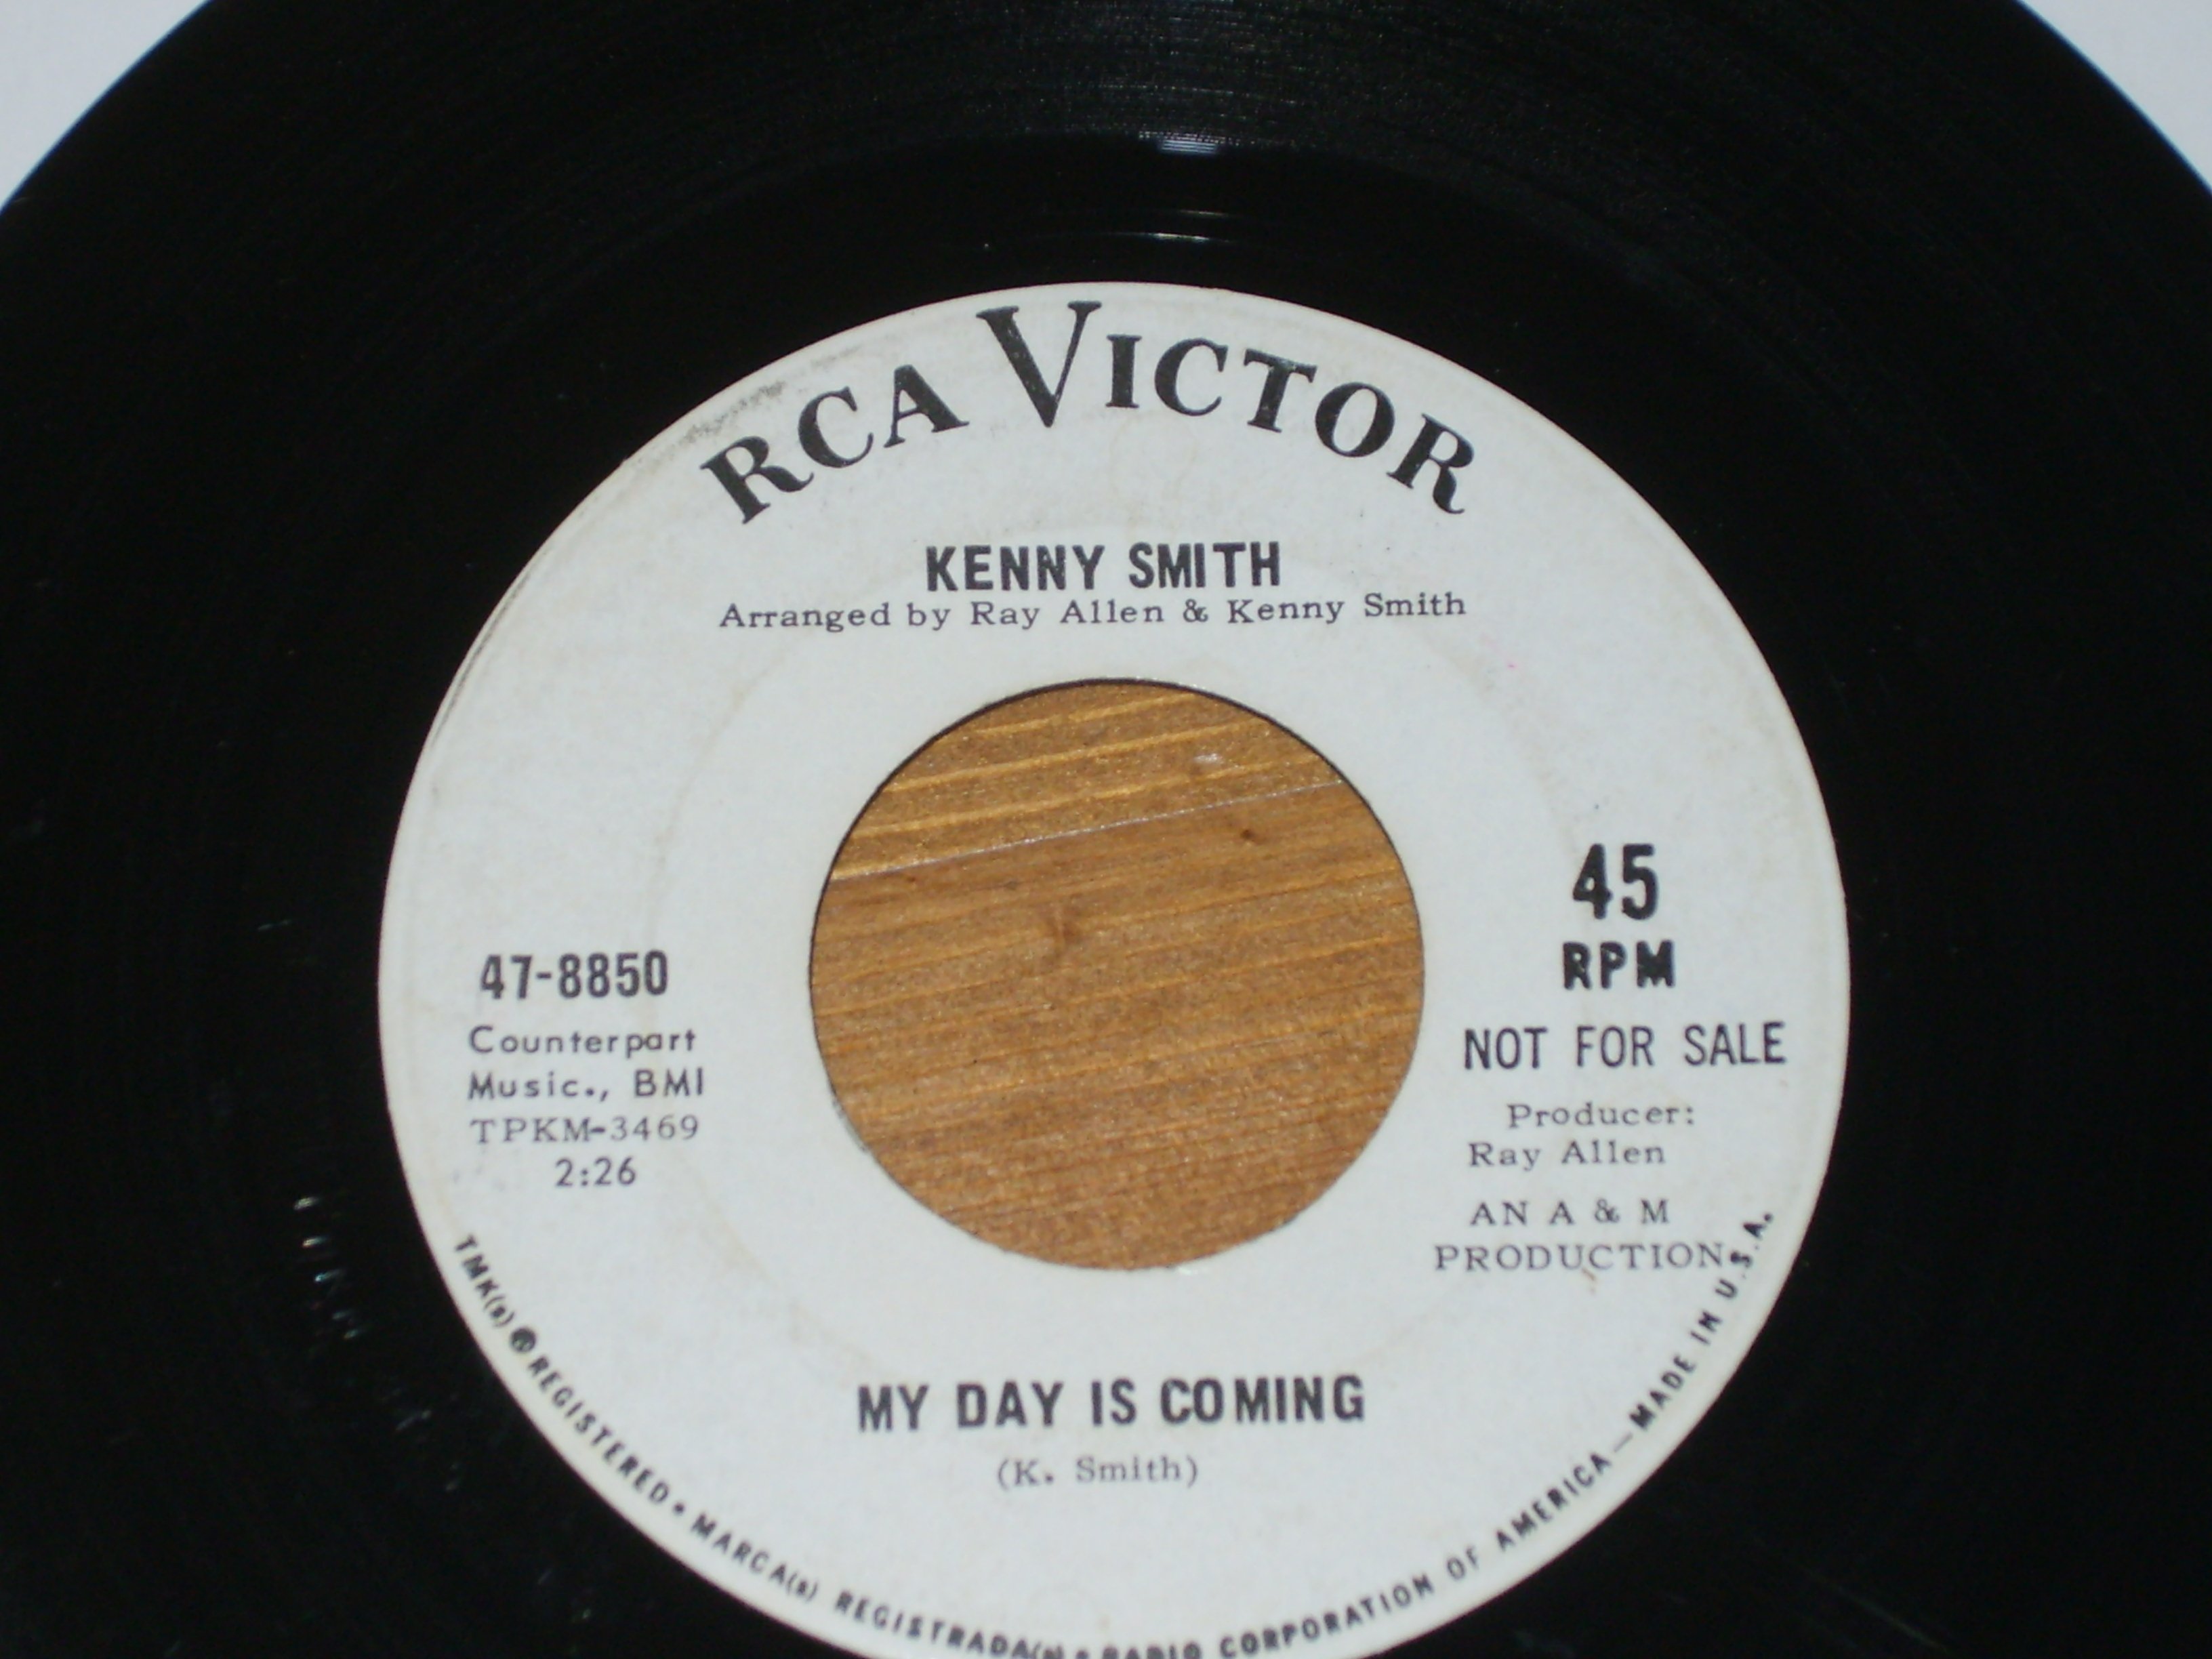 RCA VICTOR
KENNY SMITH
Arranged by Ray Allen & Kenny Smith
47-8850
Counterpart
Music., BMI
TPKM-3469
2:26
45
RPM
NOT FOR SALE
Producer:
Ray Allen
AN A & M
PRODUCTION
MY DAY IS COMING
(K. Smith)
TMK(s) ® REGISTERED • MARCA(s) REGISTRADA(s) • RADIO CORPORATION OF AMERICA—MADE IN U.S.A.